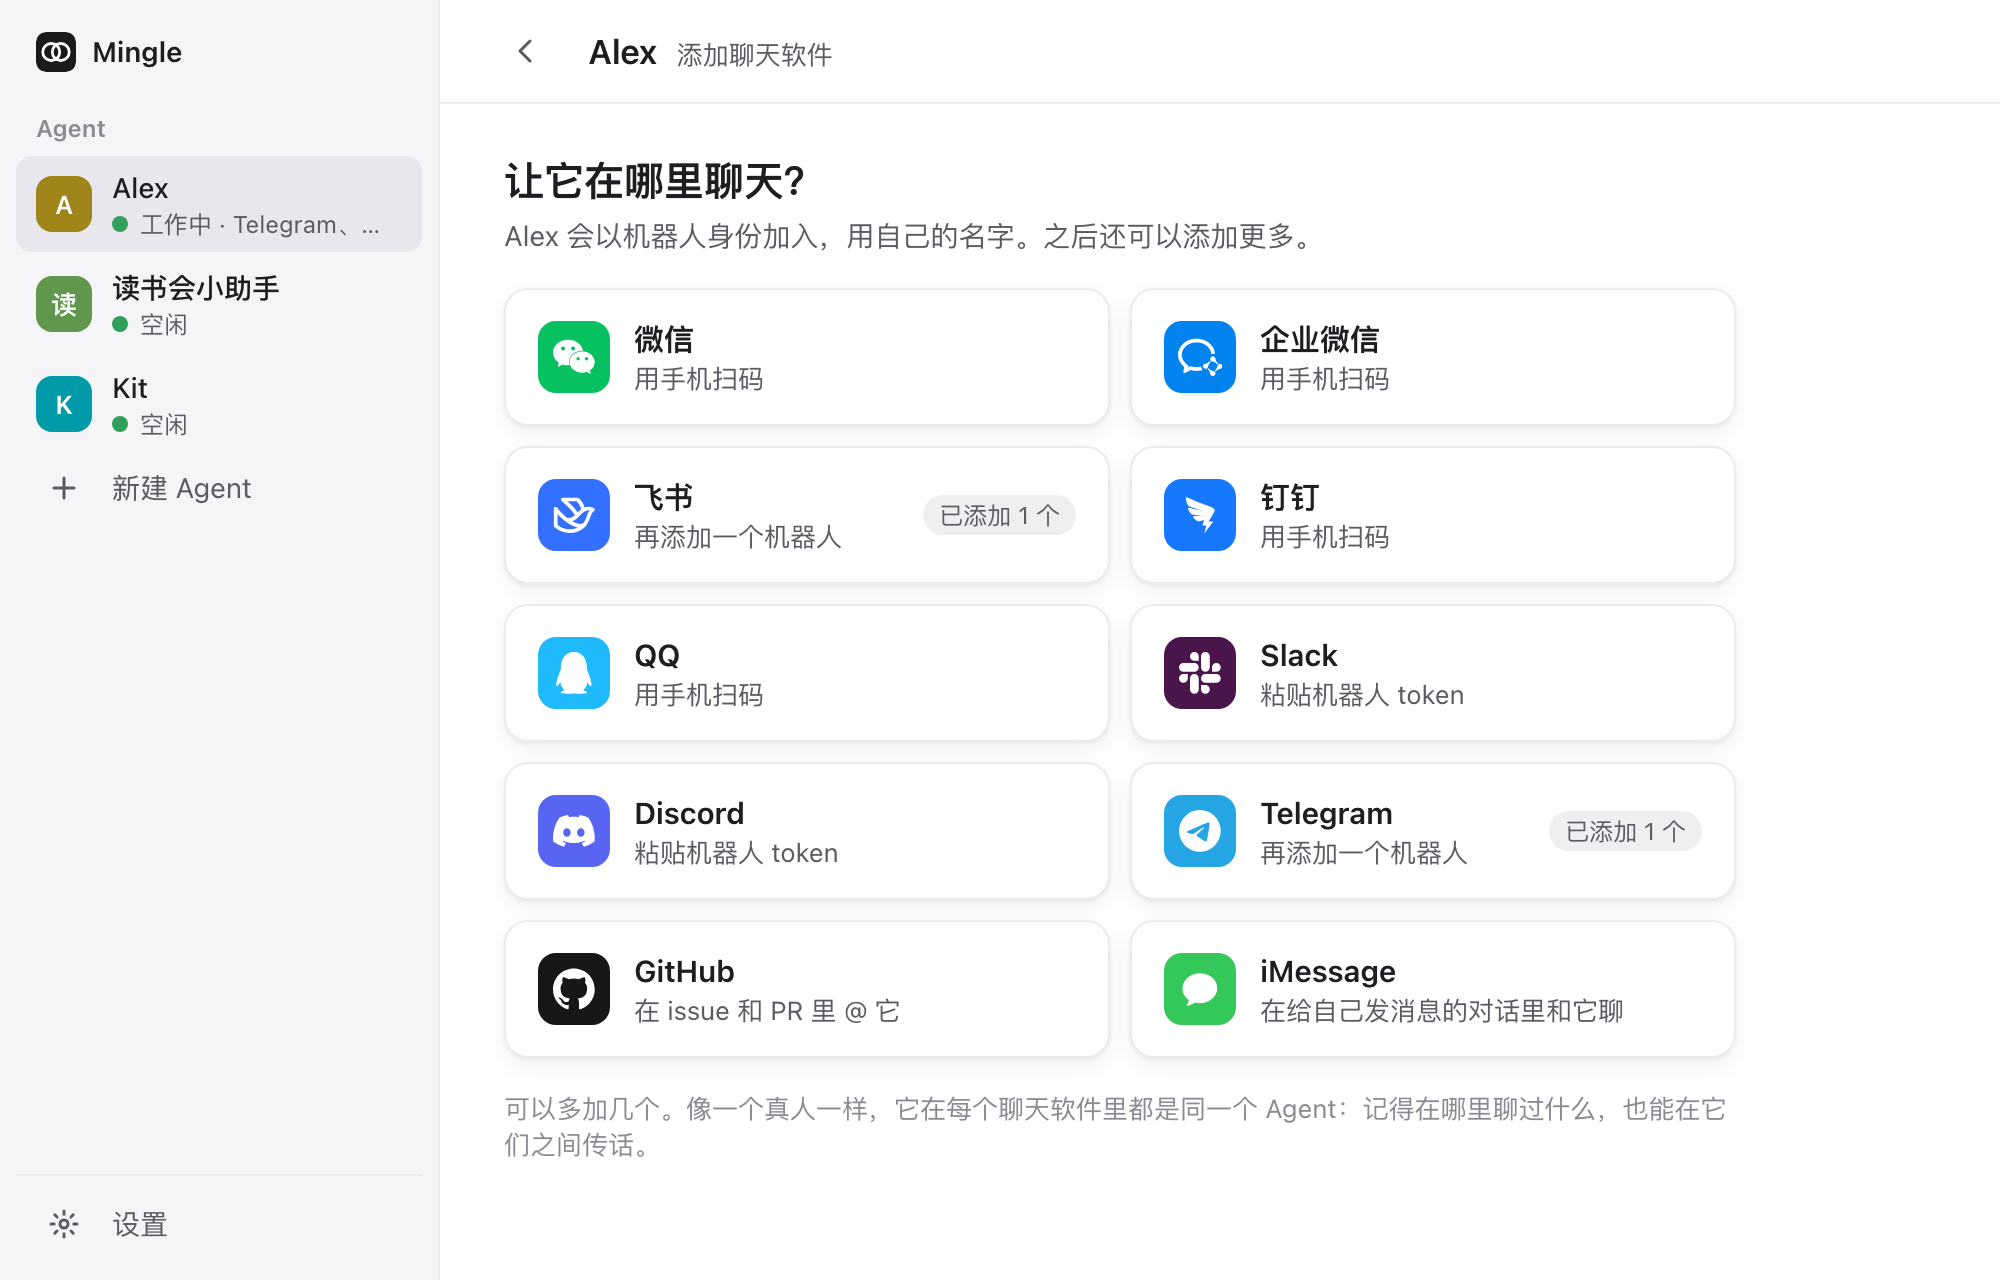 Mingle
Agent
A
Alex
工作中 · Telegram、...
读
读书会小助手
空闲
K
Kit
空闲
新建 Agent
设置
Alex 添加聊天软件
让它在哪里聊天?
Alex 会以机器人身份加入，用自己的名字。之后还可以添加更多。
微信
用手机扫码
企业微信
用手机扫码
飞书
再添加一个机器人
已添加 1 个
钉钉
用手机扫码
QQ
用手机扫码
Slack
粘贴机器人 token
Discord
粘贴机器人 token
Telegram
再添加一个机器人
已添加 1 个
GitHub
在 issue 和 PR 里 @ 它
iMessage
在给自己发消息的对话里和它聊
可以多加几个。像一个真人一样，它在每个聊天软件里都是同一个 Agent：记得在哪里聊过什么，也能在它
们之间传话。